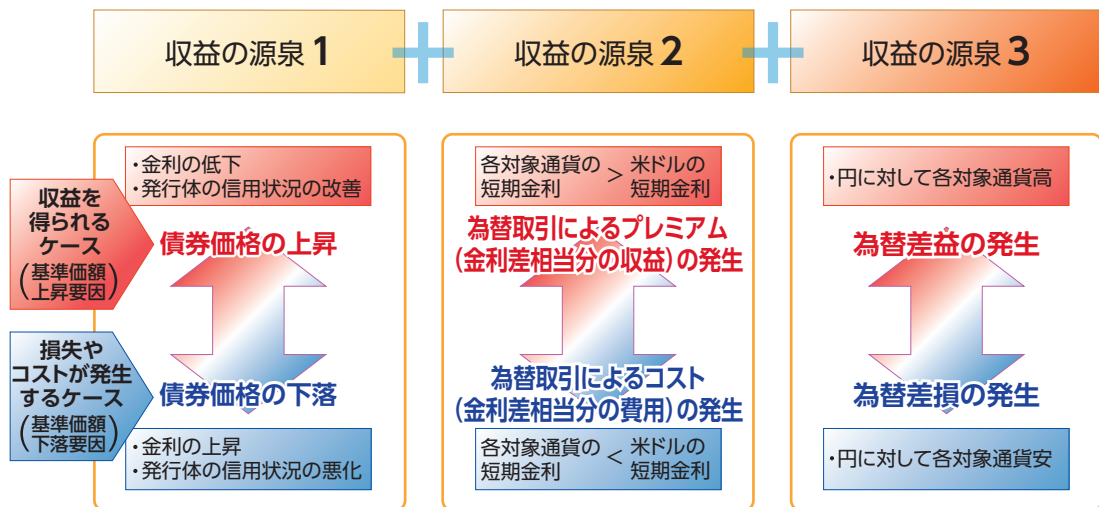 収益の源泉1
+
収益の源泉2
+
収益の源泉3
収益を
得られる
ケース
(基準価額
上昇要因)
・金利の低下
・発行体の信用状況の改善
債券価格の上昇
各対象通貨の
短期金利
>
米ドルの
短期金利
為替取引によるプレミアム
(金利差相当分の収益)の発生
・円に対して各対象通貨高
為替差益の発生
損失や
コストが発生
するケース
(基準価額
下落要因)
債券価格の下落
・金利の上昇
・発行体の信用状況の悪化
為替取引によるコスト
(金利差相当分の費用)の発生
各対象通貨の
短期金利
<
米ドルの
短期金利
為替差損の発生
・円に対して各対象通貨安